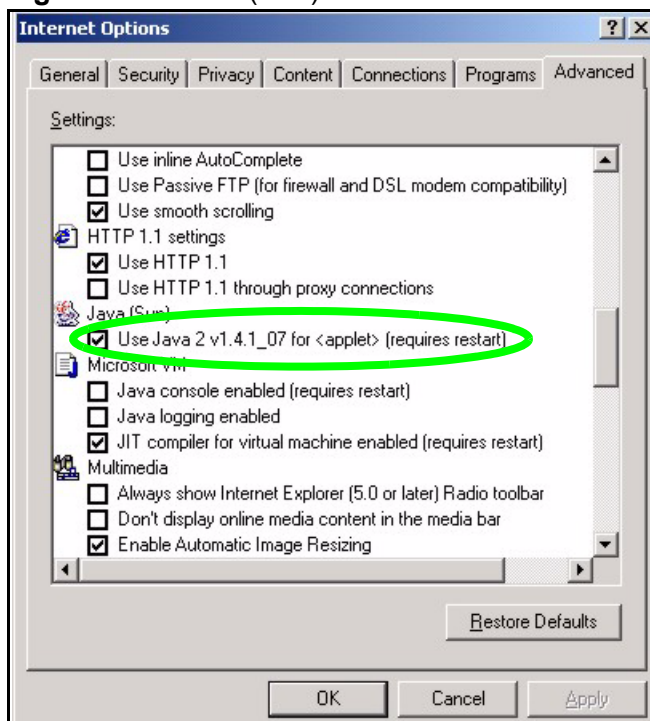 Internet Options
General Security Privacy Content Connections Programs Advanced
Settings:
Use inline AutoComplete
Use Passive FTP (for firewall and DSL modem compatibility)
Use smooth scrolling
HTTP 1.1 settings
Use HTTP 1.1
Use HTTP 1.1 through proxy connections
Java (Sun)
Use Java 2 v1.4.1_07 for <applet> (requires restart)
Microsoft VM
Java console enabled (requires restart)
Java logging enabled
JIT compiler for virtual machine enabled (requires restart)
Multimedia
Always show Internet Explorer (5.0 or later) Radio toolbar
Don't display online media content in the media bar
Enable Automatic Image Resizing
Restore Defaults
OK Cancel Apply